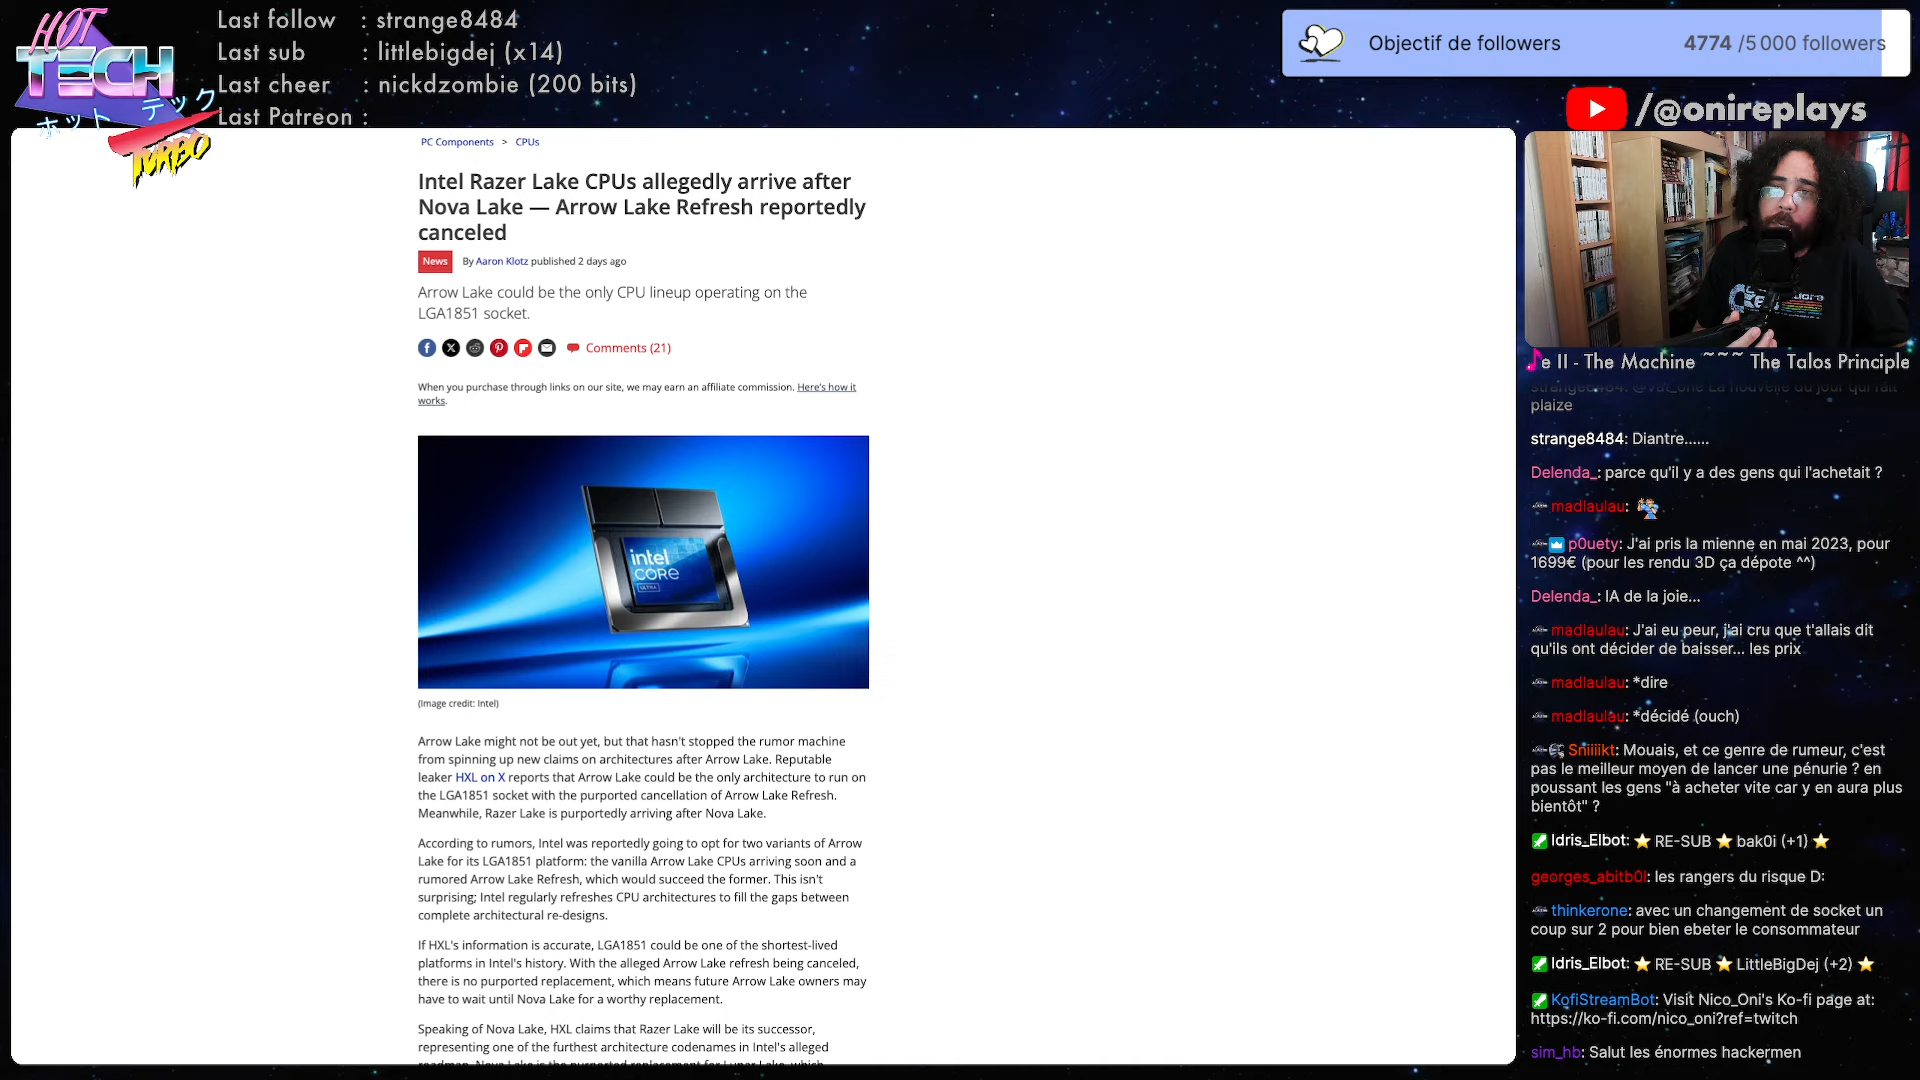 HOT
TECH
ホット テック
TURBO
Last follow : strange8484
Last sub : littlebigdej (x14)
Last cheer : nickdzombie (200 bits)
Last Patreon :
Objectif de followers 4774 /5 000 followers
/@onireplays
PC Components > CPUs
Intel Razer Lake CPUs allegedly arrive after
Nova Lake — Arrow Lake Refresh reportedly
canceled
News By Aaron Klotz published 2 days ago
Arrow Lake could be the only CPU lineup operating on the
LGA1851 socket.
Comments (21)
When you purchase through links on our site, we may earn an affiliate commission. Here's how it
works.
intel
CORE
ULTRA
(Image credit: Intel)
Arrow Lake might not be out yet, but that hasn't stopped the rumor machine
from spinning up new claims on architectures after Arrow Lake. Reputable
leaker HXL on X reports that Arrow Lake could be the only architecture to run on
the LGA1851 socket with the purported cancellation of Arrow Lake Refresh.
Meanwhile, Razer Lake is purportedly arriving after Nova Lake.
According to rumors, Intel was reportedly going to opt for two variants of Arrow
Lake for its LGA1851 platform: the vanilla Arrow Lake CPUs arriving soon and a
rumored Arrow Lake Refresh, which would succeed the former. This isn't
surprising; Intel regularly refreshes CPU architectures to fill the gaps between
complete architectural re-designs.
If HXL's information is accurate, LGA1851 could be one of the shortest-lived
platforms in Intel's history. With the alleged Arrow Lake refresh being canceled,
there is no purported replacement, which means future Arrow Lake owners may
have to wait until Nova Lake for a worthy replacement.
Speaking of Nova Lake, HXL claims that Razer Lake will be its successor,
representing one of the furthest architecture codenames in Intel's alleged
roadmap. Nova Lake is the purported replacement for Lunar Lake, which
e II - The Machine ~~~ The Talos Principle
strange8484: @vat_one La nouvelle du jour qui fait
plaize
strange8484: Diantre......
Delenda_: parce qu'il y a des gens qui l'achetait ?
madlaulau:
p0uety: J'ai pris la mienne en mai 2023, pour
1699€ (pour les rendu 3D ça dépote ^^)
Delenda_: IA de la joie...
madlaulau: J'ai eu peur, j'ai cru que t'allais dit
qu'ils ont décider de baisser... les prix
madlaulau: *dire
madlaulau: *décidé (ouch)
Sniiiikt: Mouais, et ce genre de rumeur, c'est
pas le meilleur moyen de lancer une pénurie ? en
poussant les gens "à acheter vite car y en aura plus
bientôt" ?
Idris_Elbot: ⭐ RE-SUB ⭐ bak0i (+1) ⭐
georges_abitb0l: les rangers du risque D:
thinkerone: avec un changement de socket un
coup sur 2 pour bien ebeter le consommateur
Idris_Elbot: ⭐ RE-SUB ⭐ LittleBigDej (+2) ⭐
KofiStreamBot: Visit Nico_Oni's Ko-fi page at:
https://ko-fi.com/nico_oni?ref=twitch
sim_hb: Salut les énormes hackermen